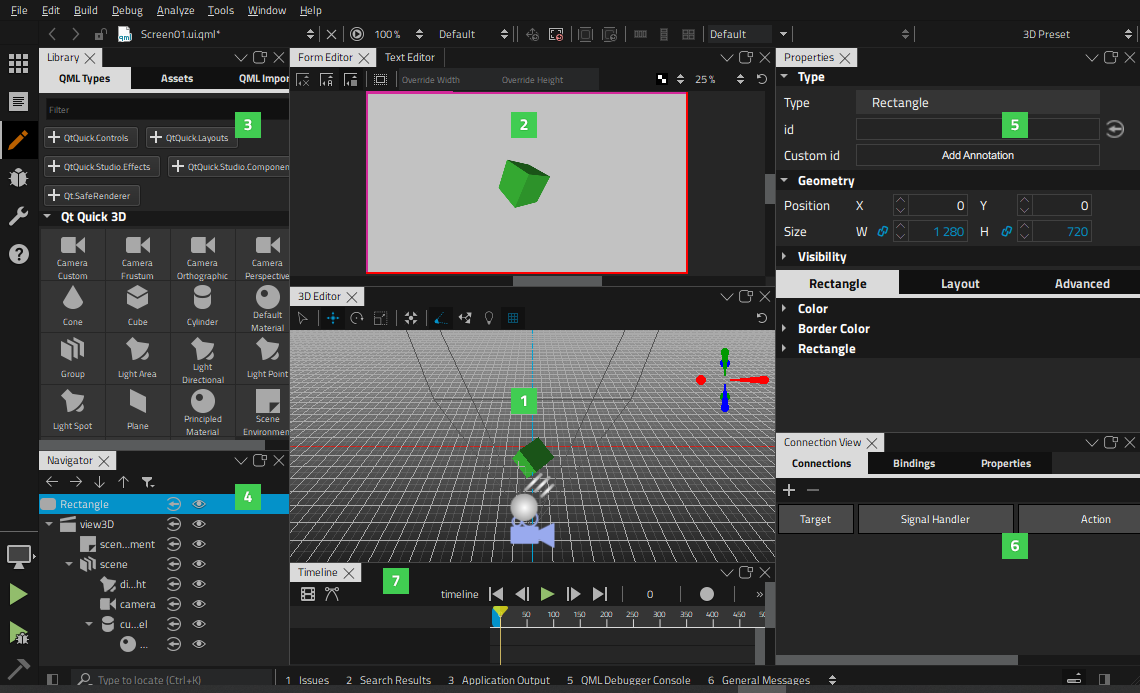 File Edit Build Debug Analyze Tools Window Help
Screen01.ui.qml* 100% Default Default 3D Preset
Library
QML Types Assets QML Impor
Filter
QtQuick.Controls QtQuick.Layouts 3
QtQuick.Studio.Effects QtQuick.Studio.Componen
Qt.SafeRenderer
Qt Quick 3D
Camera Custom
Camera Frustum
Camera Orthographic
Camera Perspective
Cone
Cube
Cylinder
Default Material
Group
Light Area
Light Directional
Light Point
Light Spot
Plane
Principled Material
Scene Environmen
Navigator
4
Rectangle
view3D
scen...ment
scene
di...ht
camera
cu...el
...
Form Editor Text Editor
Override Width Override Height 25%
2
3D Editor
1
Timeline
7
timeline 0 »
50 100 150 200 250 300 350 400 450 50
Properties
Type
Type Rectangle
id 5
Custom id Add Annotation
Geometry
Position X 0 Y 0
Size W 1 280 H 720
Visibility
Rectangle Layout Advanced
Color
Border Color
Rectangle
Connection View
Connections Bindings Properties
Target Signal Handler Action
6
Type to locate (Ctrl+K) 1 Issues 2 Search Results 3 Application Output 5 QML Debugger Console 6 General Messages